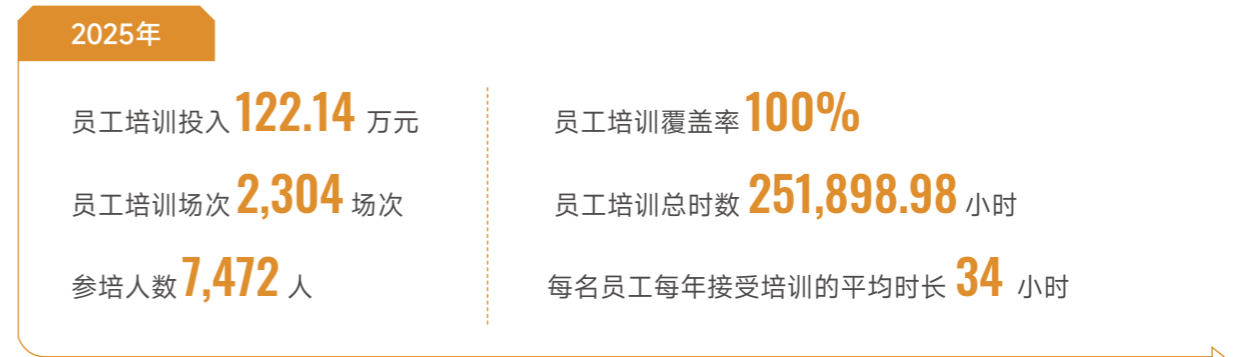 2025年
员工培训投入 122.14 万元
员工培训场次 2,304 场次
参培人数 7,472 人
员工培训覆盖率 100%
员工培训总时数 251,898.98 小时
每名员工每年接受培训的平均时长 34 小时